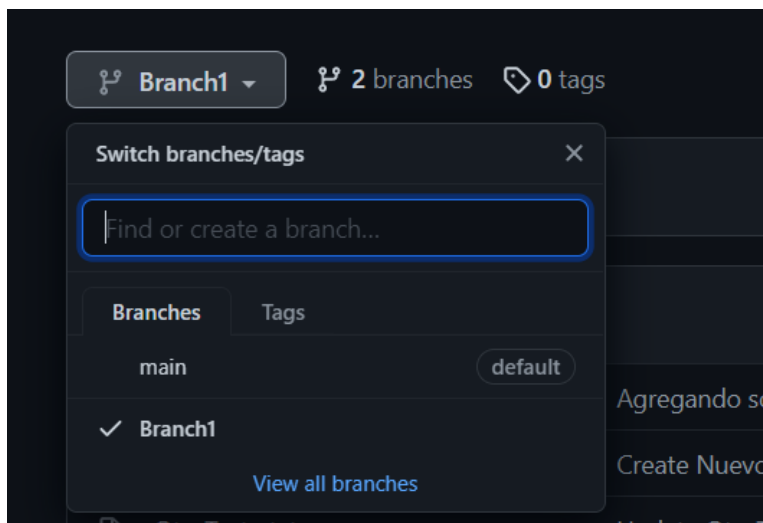 Branch1 2 branches 0 tags
Switch branches/tags
Find or create a branch...
Branches Tags
main default
Agregando
Branch1
Create
View all branches